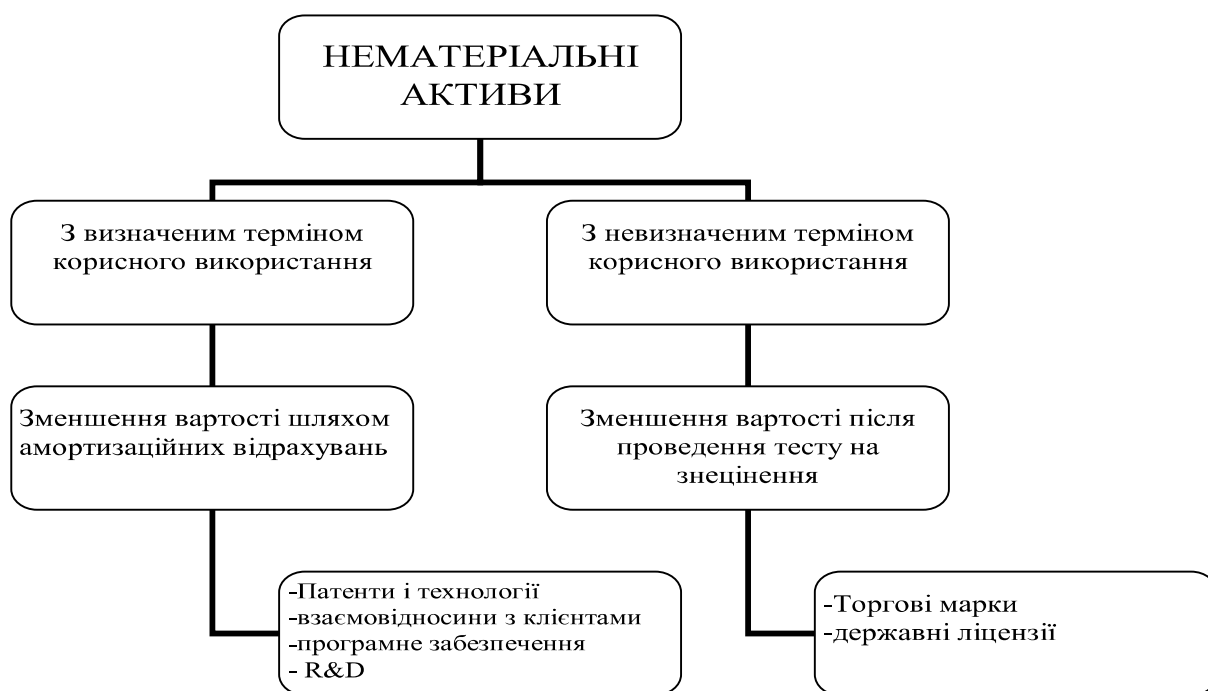 НЕМАТЕРІАЛЬНІ
АКТИВИ
З визначеним терміном
корисного використання
З невизначеним терміном
корисного використання
Зменшення вартості шляхом
амортизаційних відрахувань
Зменшення вартості після
проведення тесту на
знецінення
-Патенти і технології
-взаємовідносини з клієнтами
-програмне забезпечення
- R&D
-Торгові марки
-державні ліцензії